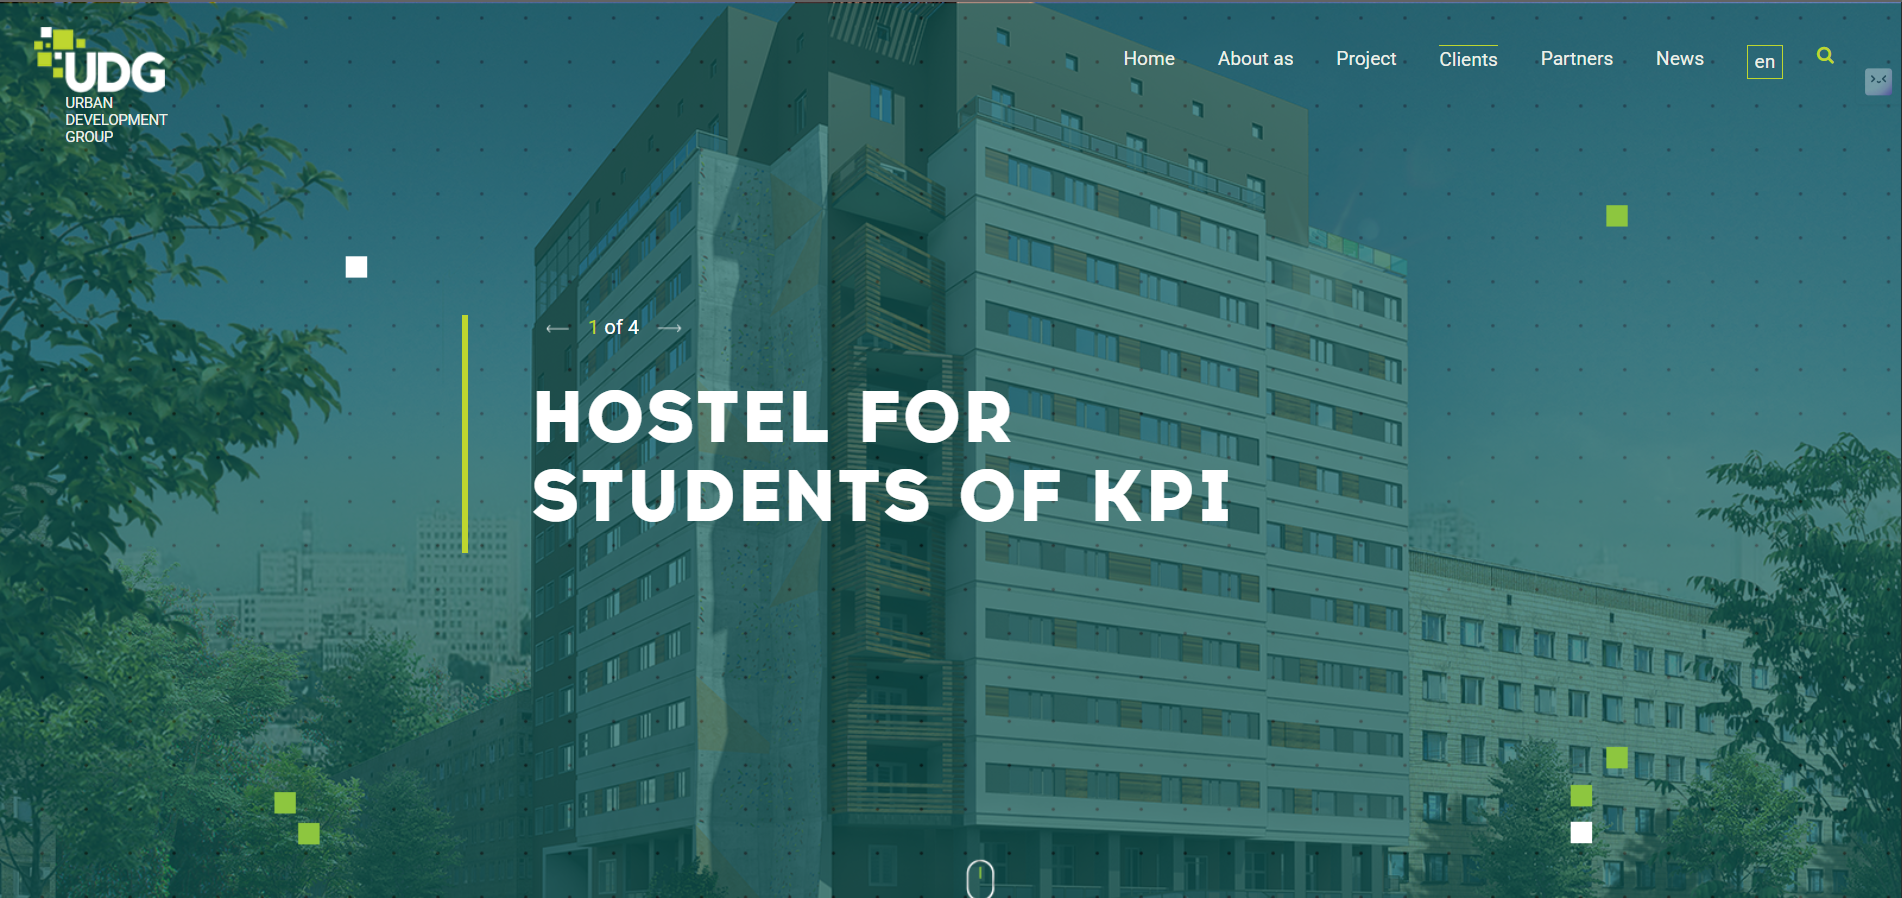 UDG
URBAN
DEVELOPMENT
GROUP
Home About as Project Clients Partners News en
1 of 4
HOSTEL FOR
STUDENTS OF KPI